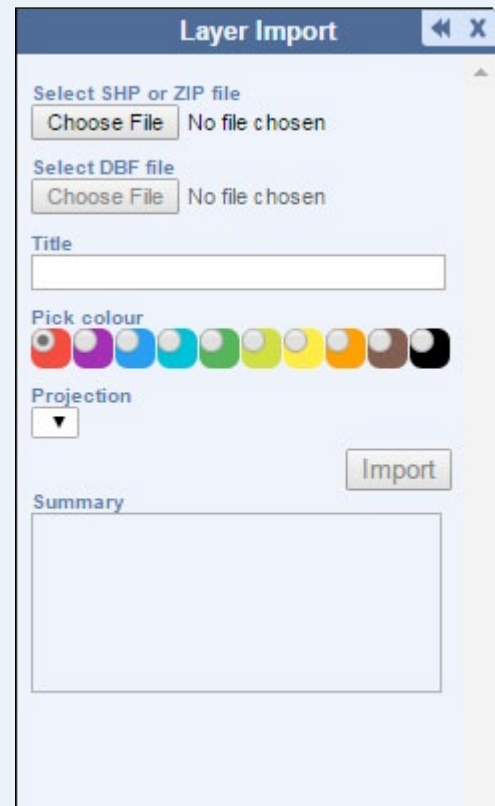 Layer Import
Select SHP or ZIP file
Choose File No file chosen
Select DBF file
Choose File No file chosen
Title
Pick colour
Projection
Import
Summary